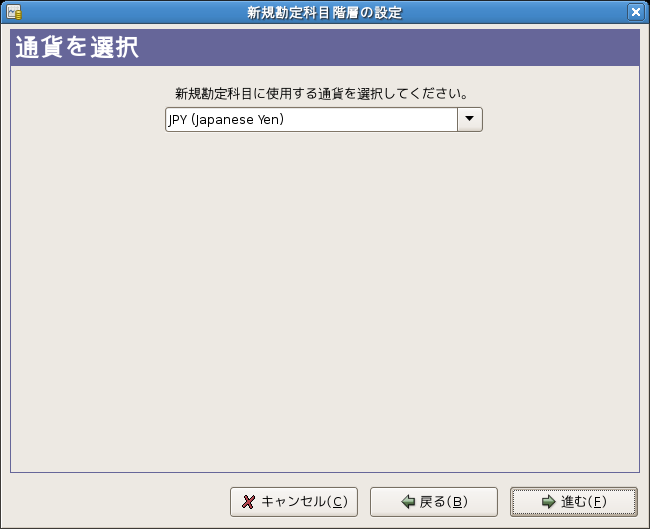 新規勘定科目階層の設定
通貨を選択
新規勘定科目に使用する通貨を選択してください。
JPY (Japanese Yen)
キャンセル(C)
戻る(B)
進む(F)